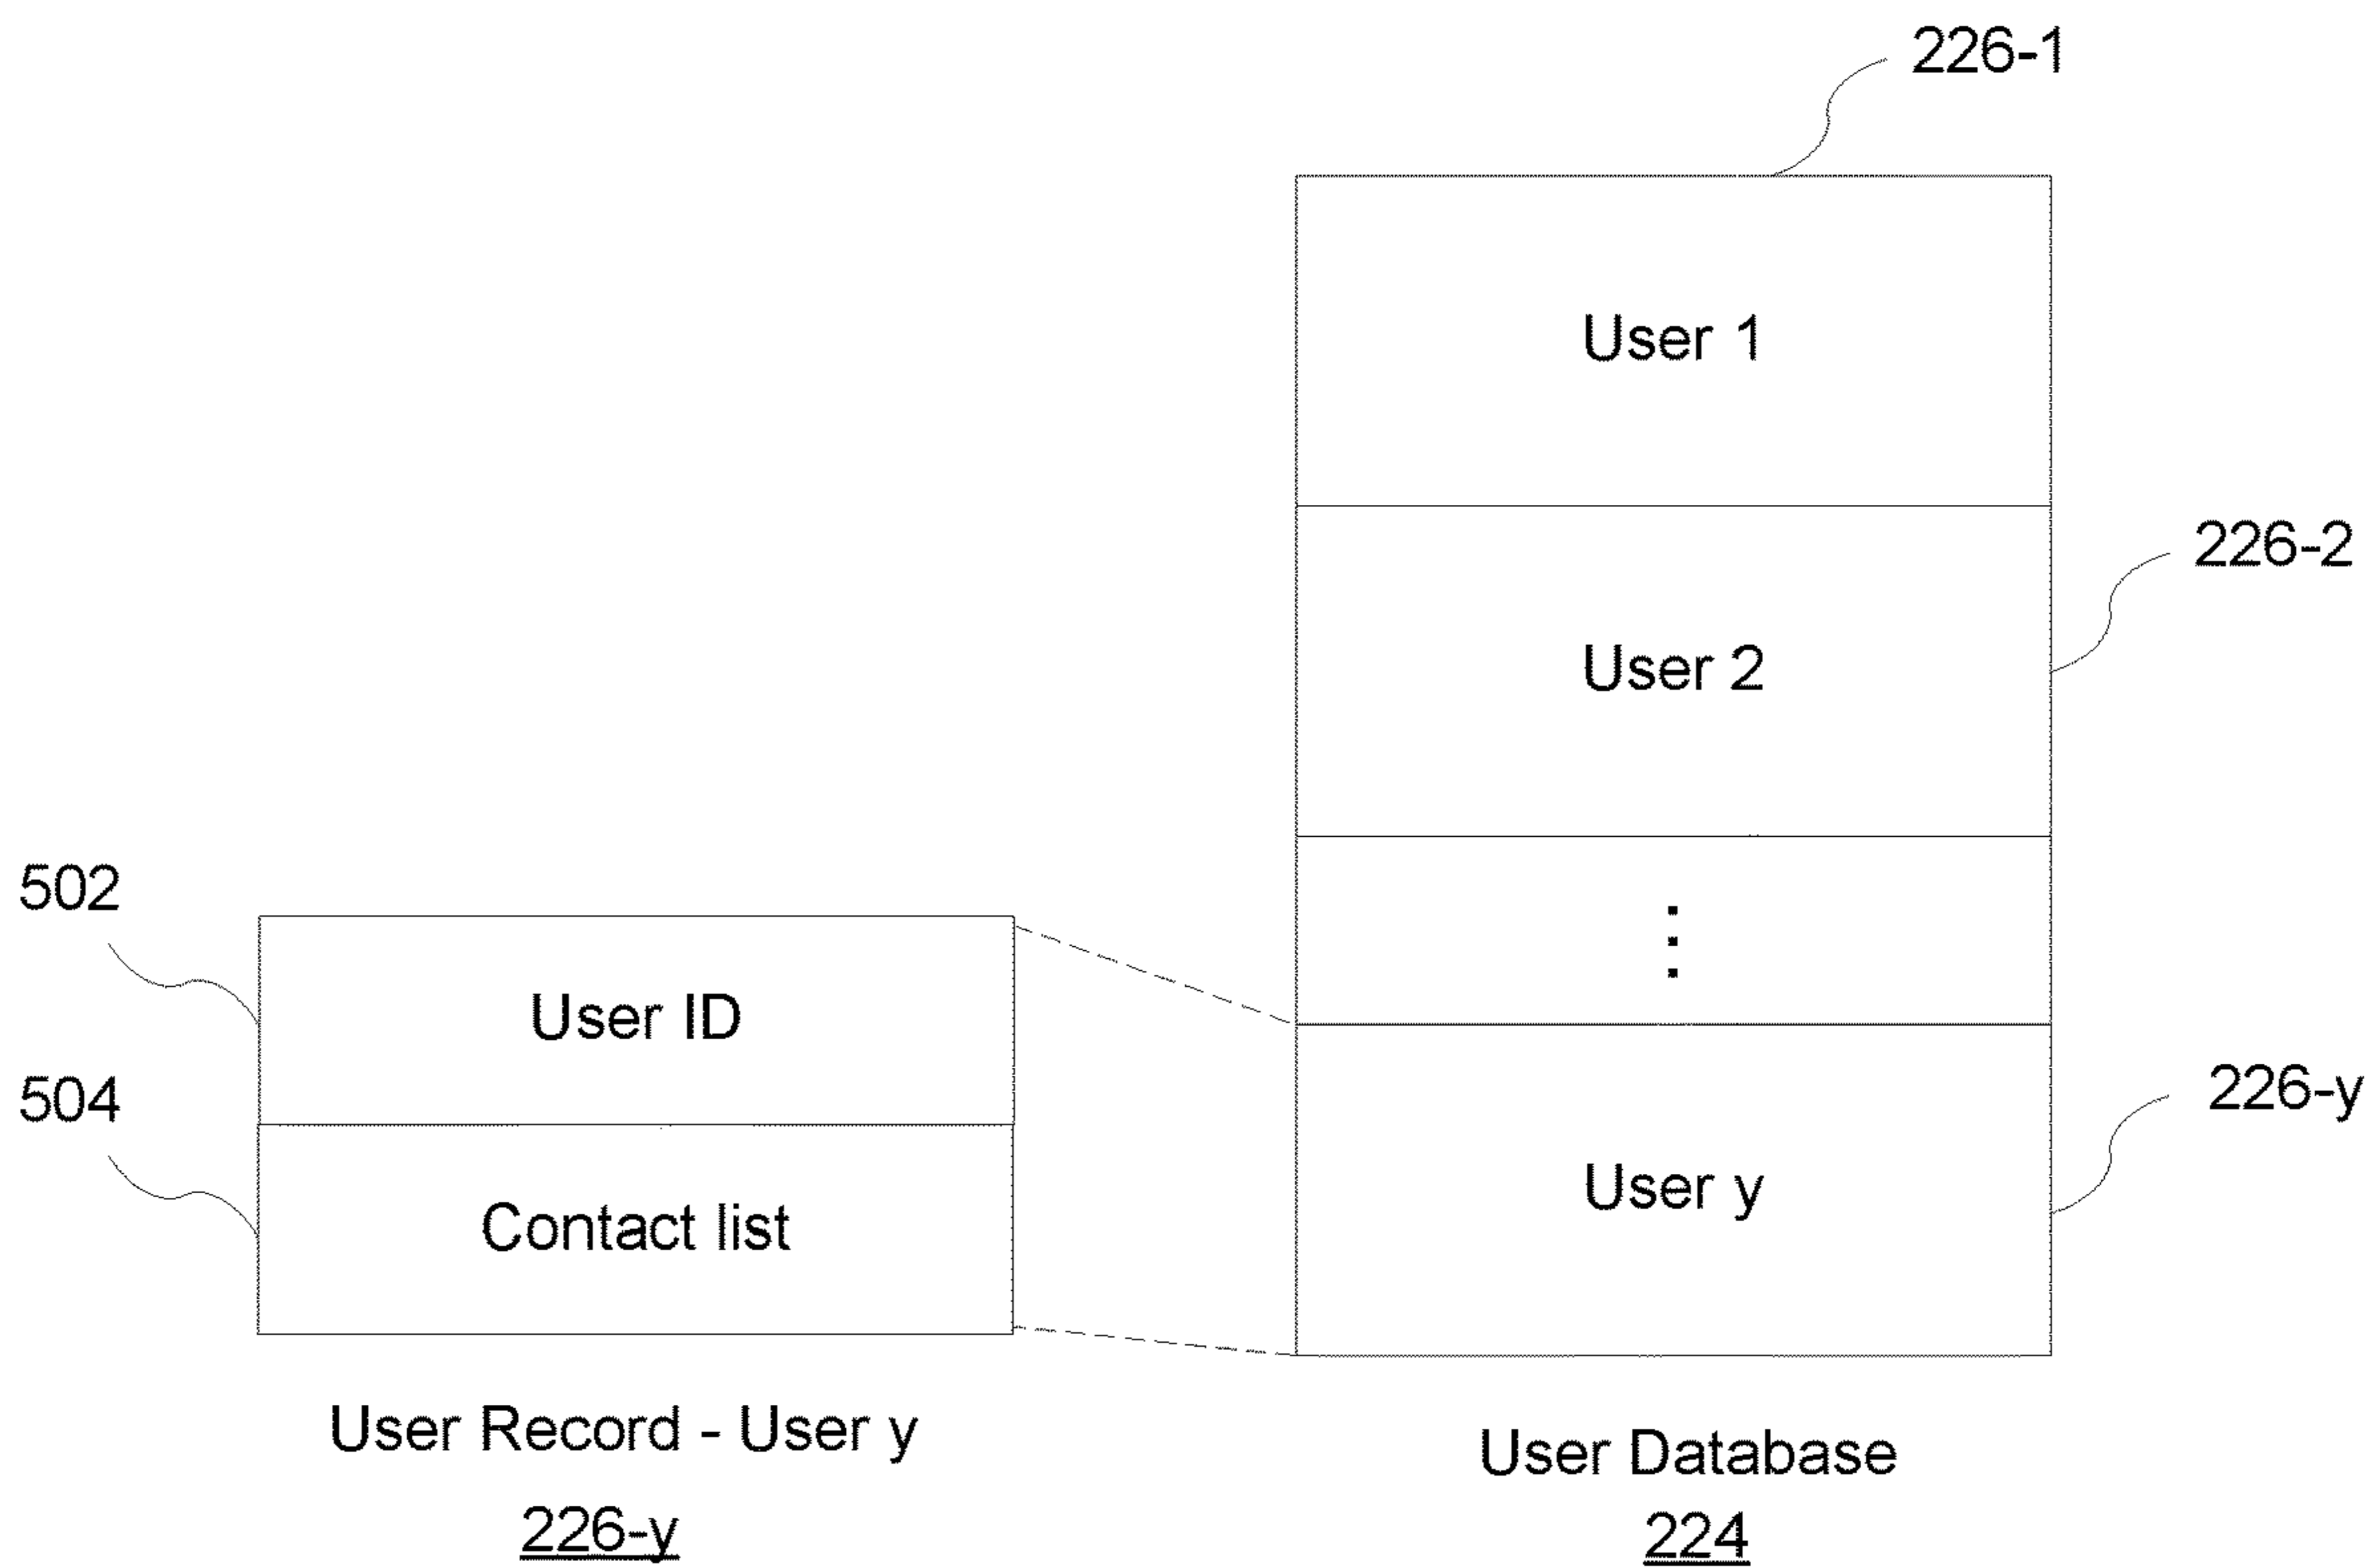 226-1
User 1
226-2
User 2
502
User ID
504
Contact list
226-y
User y
User Record - User y
226-y
User Database
224